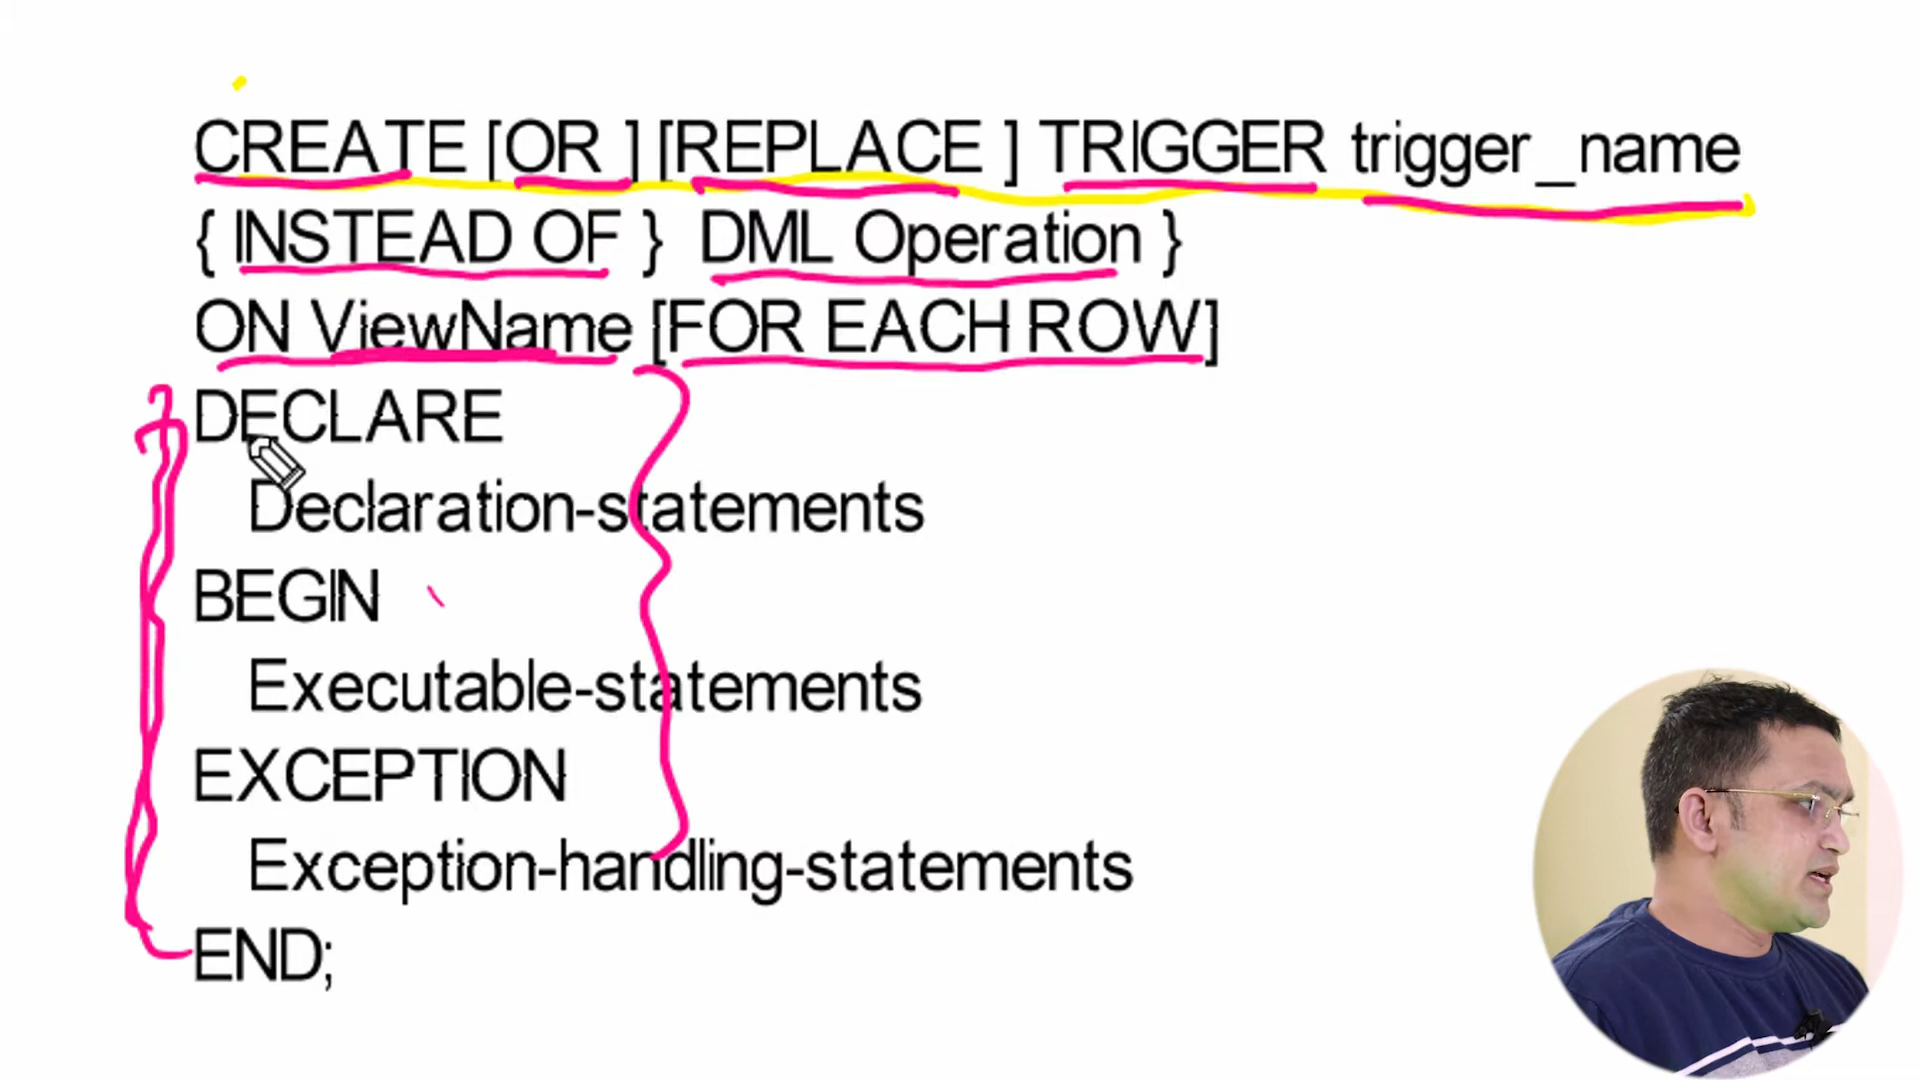 CREATE [OR ] [REPLACE ] TRIGGER trigger_name
{ INSTEAD OF } DML Operation }
ON ViewName [FOR EACH ROW]
DECLARE
Declaration-statements
BEGIN
Executable-statements
EXCEPTION
Exception-handling-statements
END;